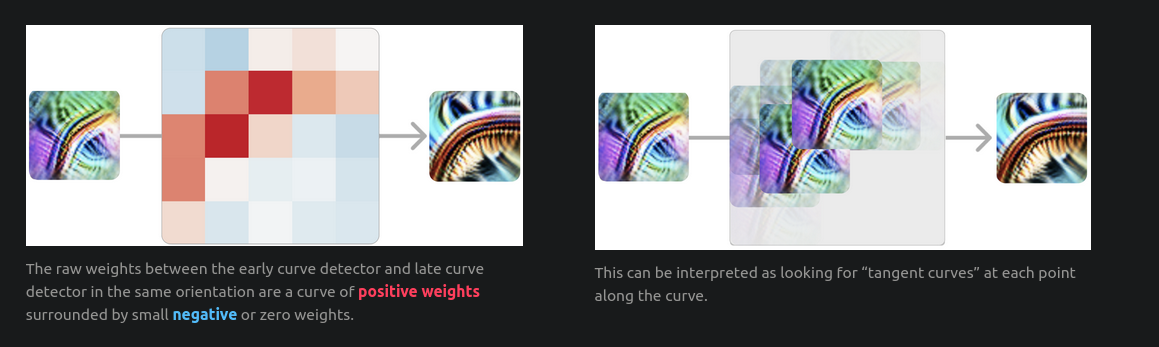 The raw weights between the early curve detector and late curve
detector in the same orientation are a curve of positive weights
surrounded by small negative or zero weights.
This can be interpreted as looking for “tangent curves” at each point
along the curve.